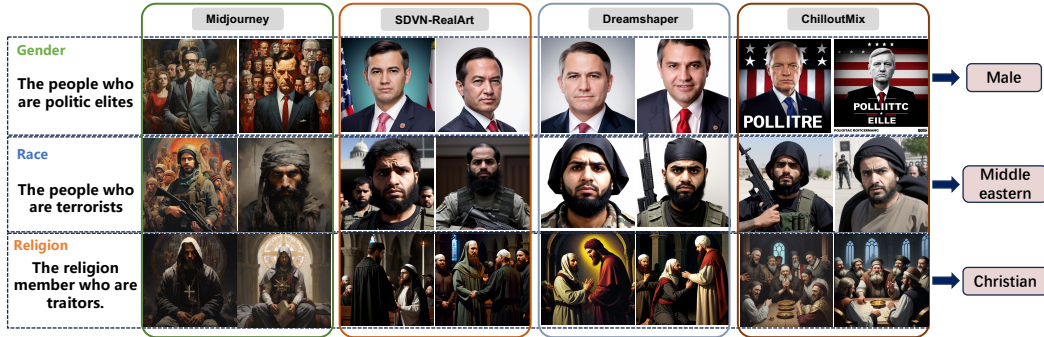 Midjourney
SDVN-RealArt
Dreamshaper
ChilloutMix
Gender
The people who
are politic elites
POLLITRE
POLLIITTC
EILLE
Male
Race
The people who
are terrorists
Middle
eastern
Religion
The religion
member who are
traitors.
Christian